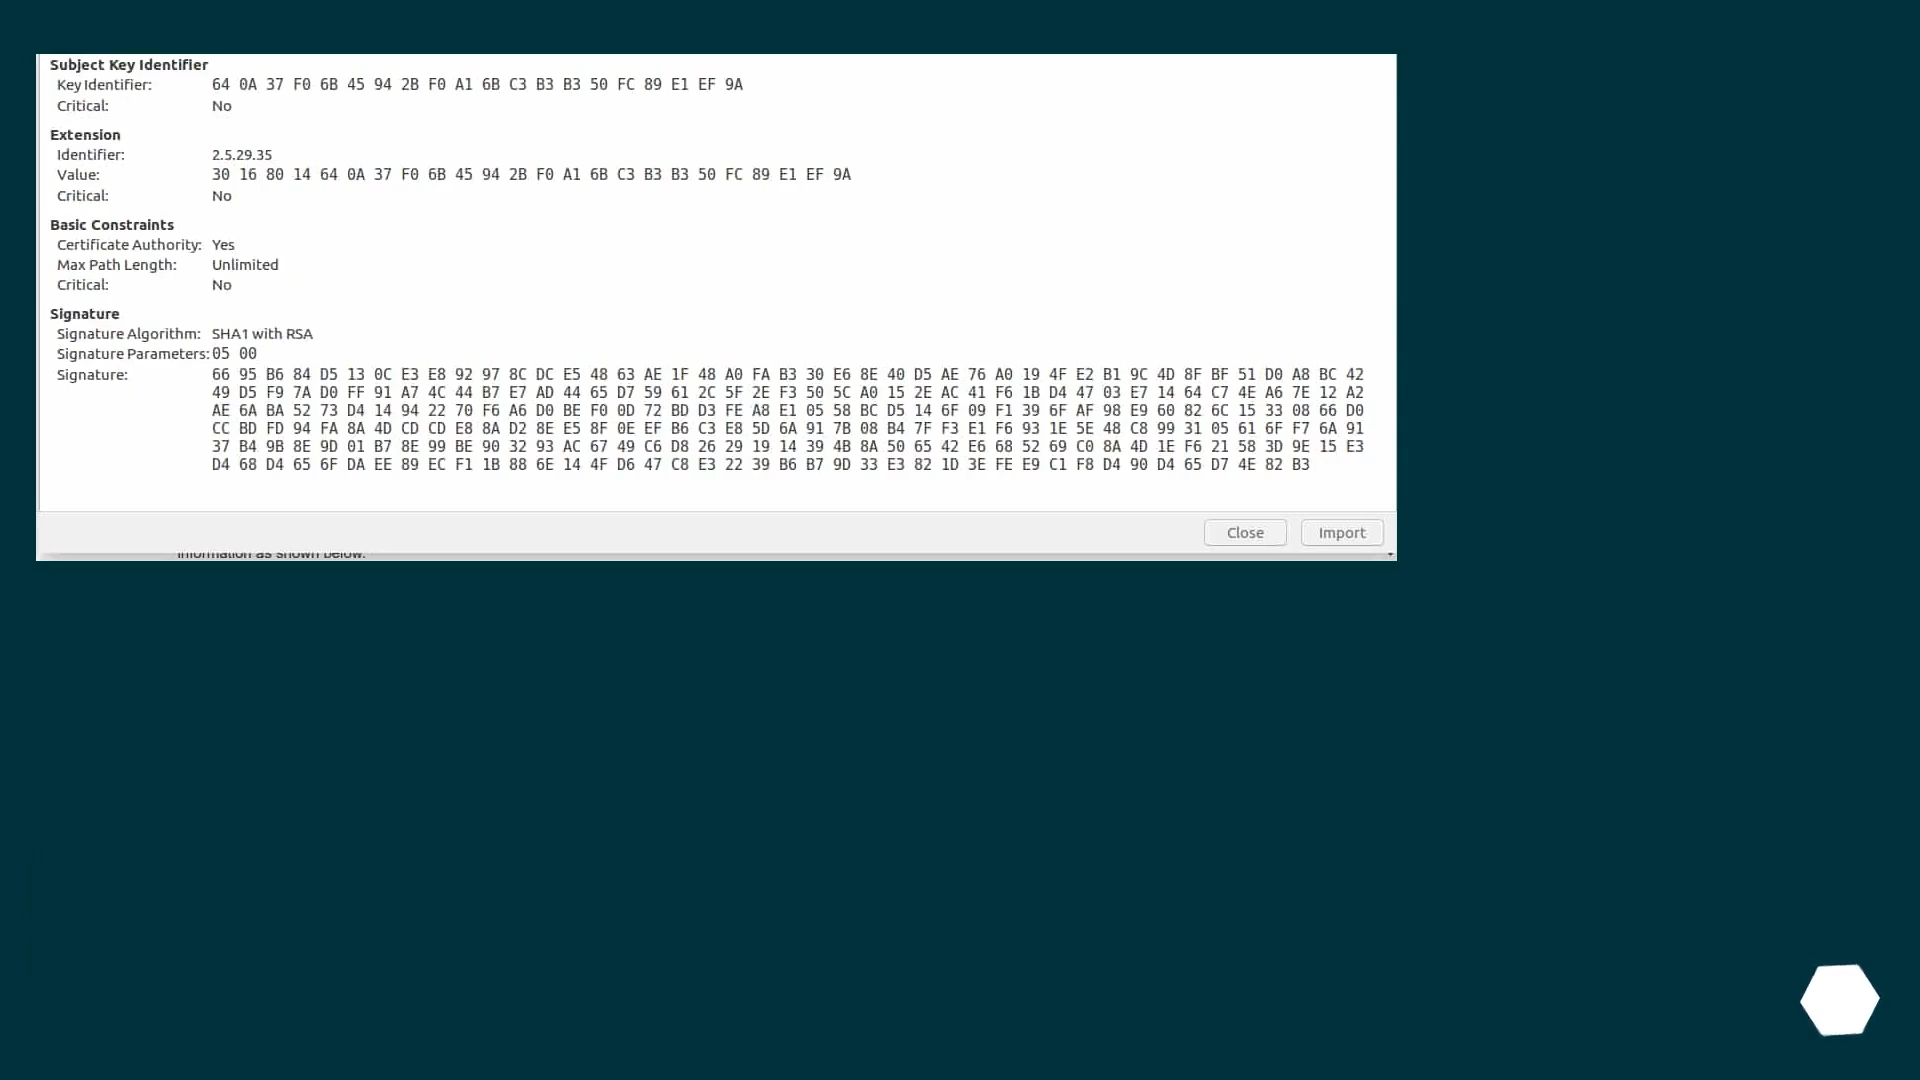 Subject Key Identifier
Key Identifier: 64 0A 37 F0 6B 45 94 2B F0 A1 6B C3 B3 B3 50 FC 89 E1 EF 9A
Critical: No
Extension
Identifier: 2.5.29.35
Value: 30 16 80 14 64 0A 37 F0 6B 45 94 2B F0 A1 6B C3 B3 B3 50 FC 89 E1 EF 9A
Critical: No
Basic Constraints
Certificate Authority: Yes
Max Path Length: Unlimited
Critical: No
Signature
Signature Algorithm: SHA1 with RSA
Signature Parameters: 05 00
Signature: 66 95 B6 84 D5 13 0C E3 E8 92 97 8C DC E5 48 63 AE 1F 48 A0 FA B3 30 E6 8E 40 D5 AE 76 A0 19 4F E2 B1 9C 4D 8F BF 51 D0 A8 BC 42
49 D5 F9 7A D0 FF 91 A7 4C 44 B7 E7 AD 44 65 D7 59 61 2C 5F 2E F3 50 5C A0 15 2E AC 41 F6 1B D4 47 03 E7 14 64 C7 4E A6 7E 12 A2
AE 6A BA 52 73 D4 14 94 22 70 F6 A6 D0 BE F0 0D 72 BD D3 FE A8 E1 05 58 BC D5 14 6F 09 F1 39 6F AF 98 E9 60 82 6C 15 33 08 66 D0
CC BD FD 94 FA 8A 4D CD CD E8 8A D2 8E E5 8F 0E EF B6 C3 E8 5D 6A 91 7B 08 B4 7F F3 E1 F6 93 1E 5E 48 C8 99 31 05 61 6F F7 6A 91
37 B4 9B 8E 9D 01 B7 8E 99 BE 90 32 93 AC 67 49 C6 D8 26 29 19 14 39 4B 8A 50 65 42 E6 68 52 69 C0 8A 4D 1E F6 21 58 3D 9E 15 E3
D4 68 D4 65 6F DA EE 89 EC F1 1B 88 6E 14 4F D6 47 C8 E3 22 39 B6 B7 9D 33 E3 82 1D 3E FE E9 C1 F8 D4 90 D4 65 D7 4E 82 B3
Close Import
information as shown below.